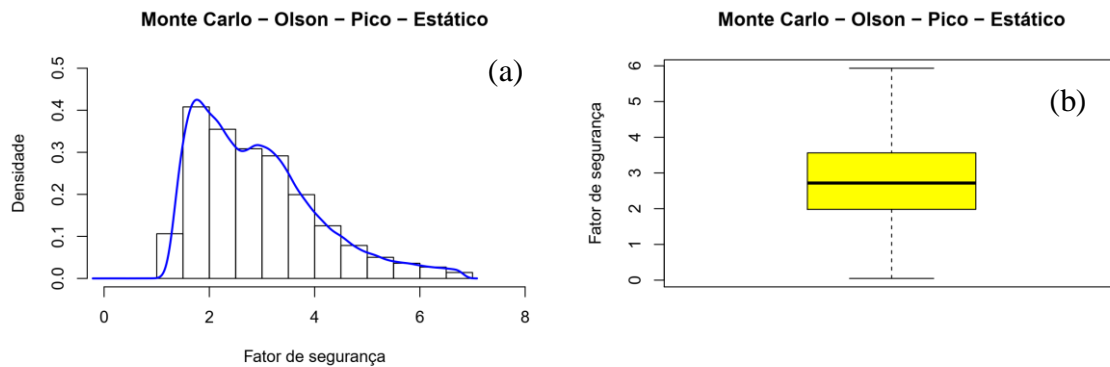 Monte Carlo − Olson − Pico − Estático
(a)
Densidade
0.5
0.4
0.3
0.2
0.1
0.0
0 2 4 6 8
Fator de segurança
Monte Carlo − Olson − Pico − Estático
(b)
Fator de segurança
6
5
4
3
2
1
0